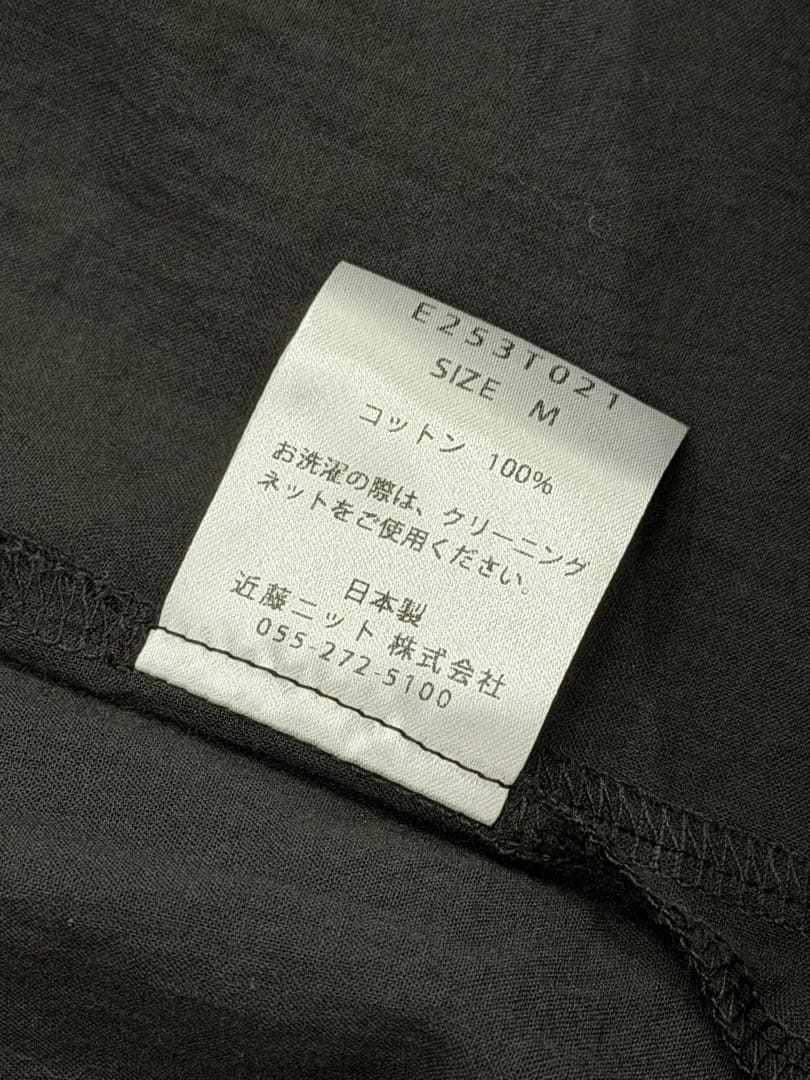 E253T021
SIZE M
コットン 100%
お洗濯の際は、クリーニング
ネットをご使用ください。
日本製
近藤ニット 株式会社
055-272-5100